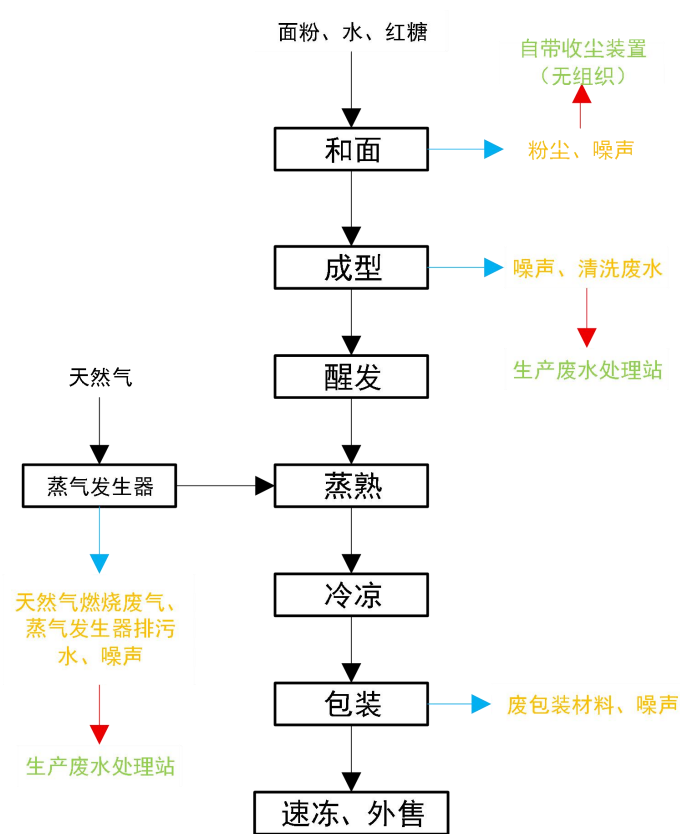 面粉、水、红糖
自带收尘装置
（无组织）
和面
粉尘、噪声
成型
噪声、清洗废水
醒发
生产废水处理站
天然气
蒸气发生器
蒸熟
冷凉
天然气燃烧废气、
蒸气发生器排污
水、噪声
包装
废包装材料、噪声
生产废水处理站
速冻、外售